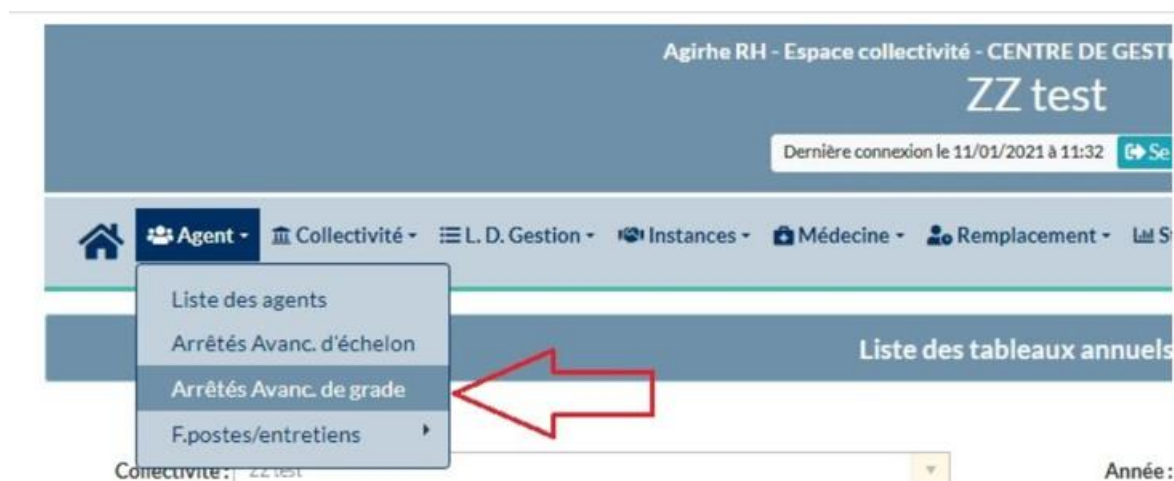 Agirhe RH - Espace collectivité - CENTRE DE GESTI
ZZ test
Dernière connexion le 11/01/2021 à 11:32 Se
Agent Collectivité L. D. Gestion Instances Médecine Remplacement S
Liste des agents
Arrêtés Avanc. d'échelon
Liste des tableaux annuels
Arrêtés Avanc. de grade
F.postes/entretiens
Collectivité : ZZ test Année :